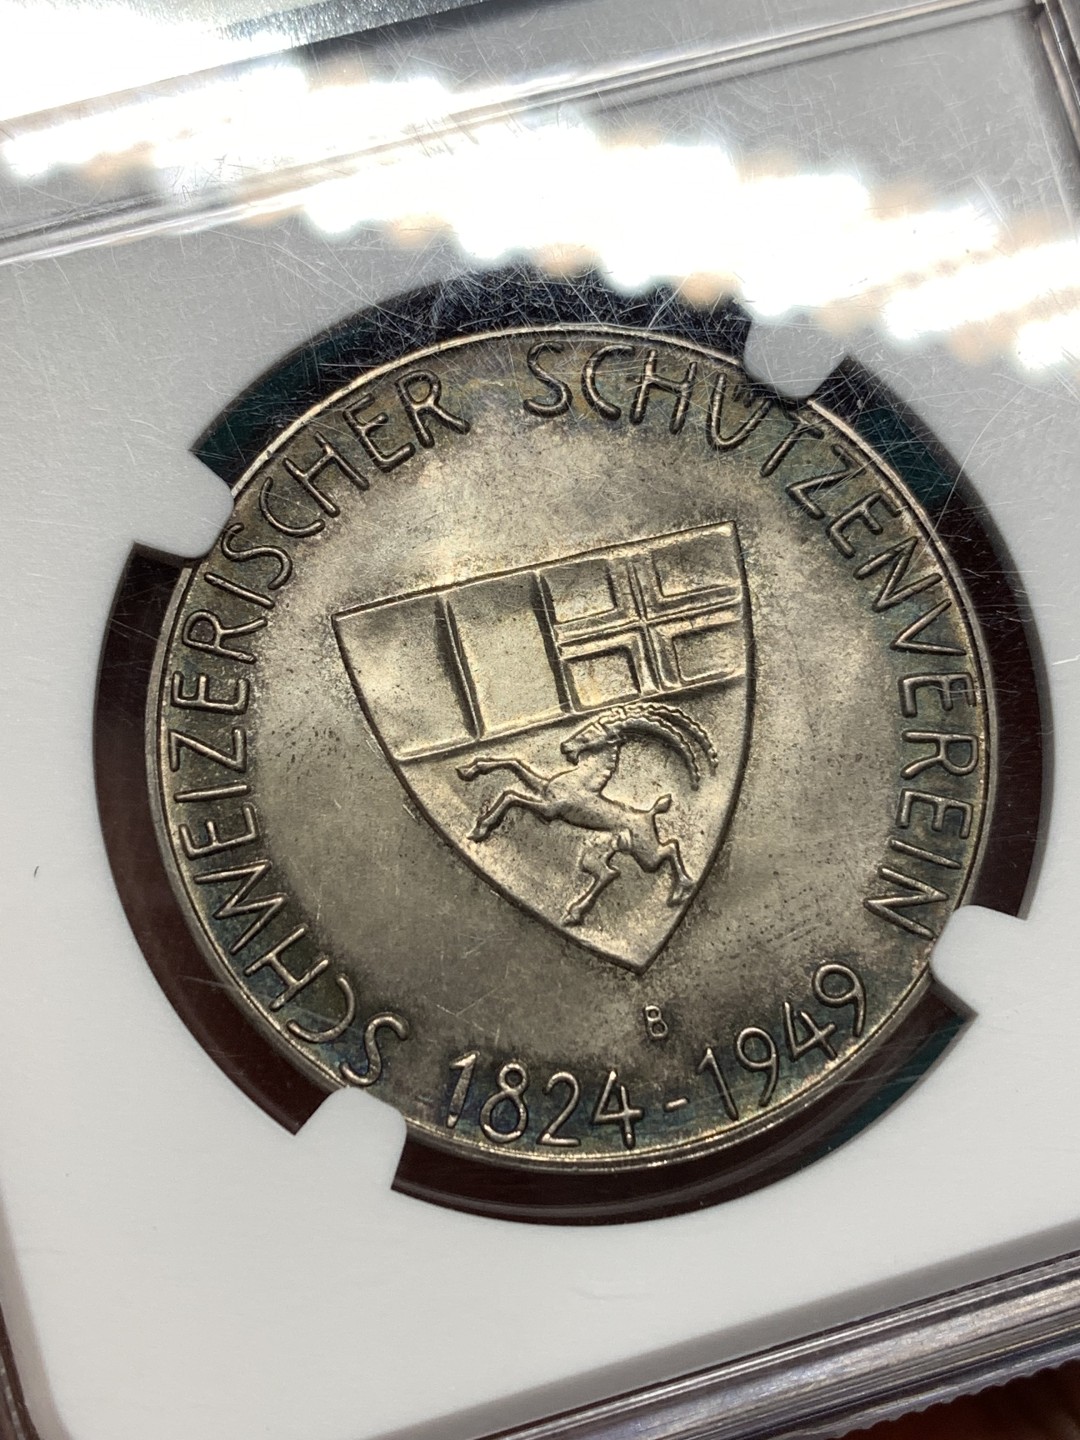 SCHWEIZERISCHER SCHÜTZENVEREIN
B
1824-1949